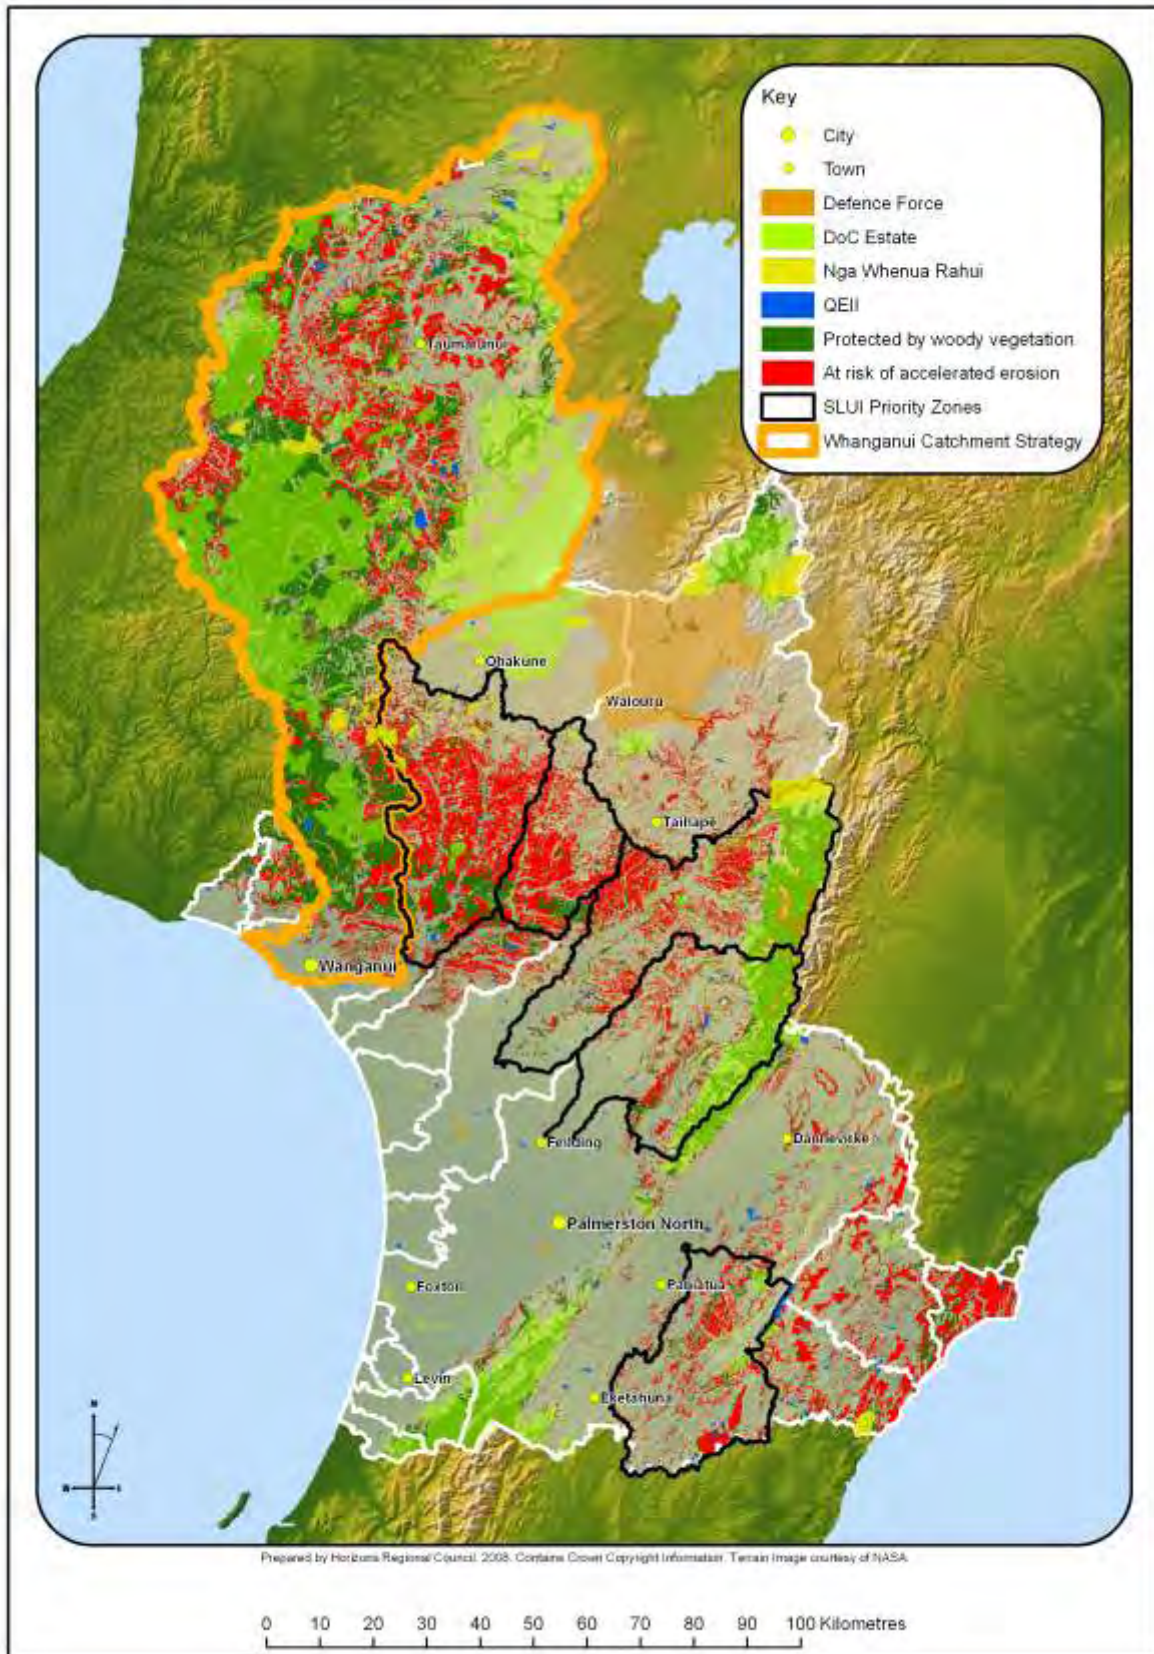 Key
City
Town
Defence Force
DoC Estate
Nga Whenua Rahui
QEII
Protected by woody vegetation
At risk of accelerated erosion
SLUI Priority Zones
Whanganui Catchment Strategy
Taumarunui
Ohakune
Waiouru
Taihape
Wanganui
Dannevirke
Feilding
Palmerston North
Foxton
Pahiatua
Levin
Eketahuna
N
S
Prepared by Horizons Regional Council. 2008. Contains Crown Copyright Information. Terrain Image courtesy of NASA
0 10 20 30 40 50 60 70 80 90 100 Kilometres